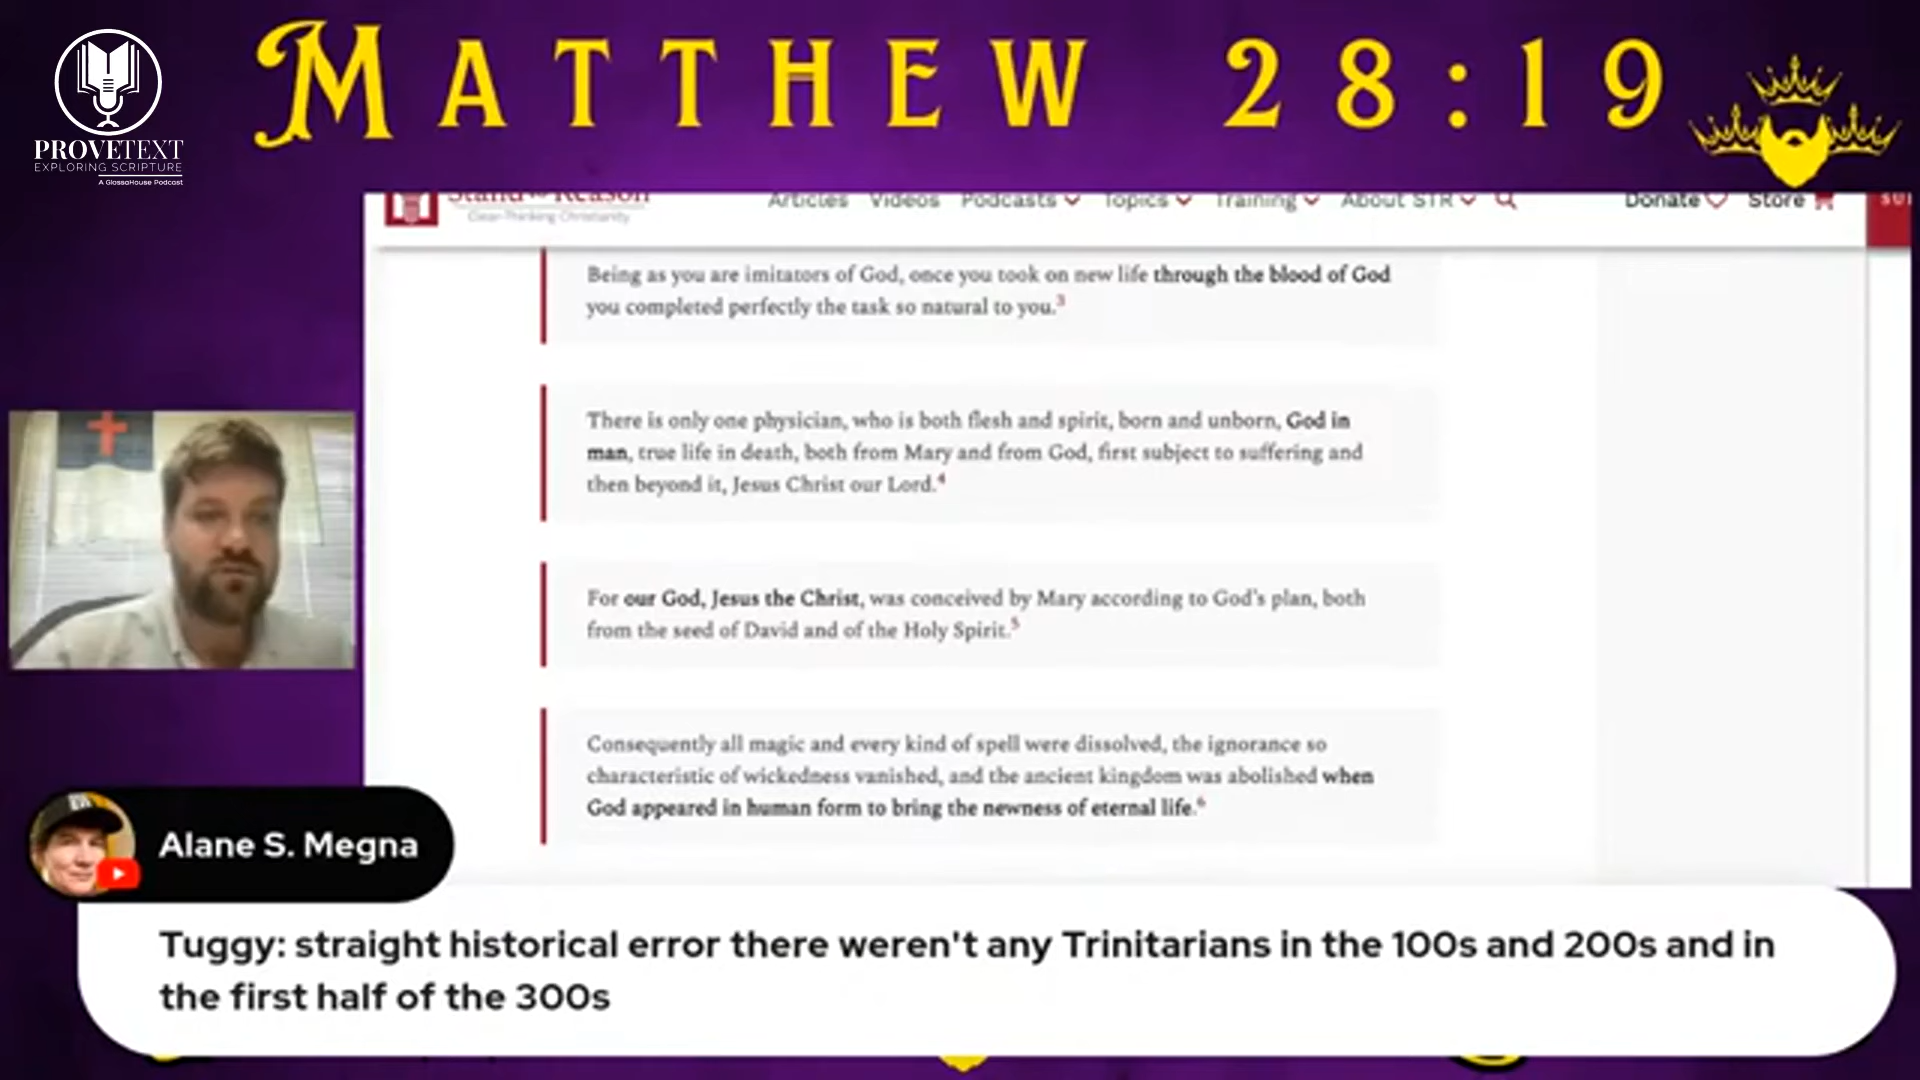 MATTHEW 28:19
PROVETEXT
EXPLORING SCRIPTURE
A GlossaHouse Podcast
Stand to Reason
Clear-Thinking Christianity
Articles Videos Podcasts Topics Training About STR Donate Store
Being as you are imitators of God, once you took on new life through the blood of God
you completed perfectly the task so natural to you.3
There is only one physician, who is both flesh and spirit, born and unborn, God in
man, true life in death, both from Mary and from God, first subject to suffering and
then beyond it, Jesus Christ our Lord.4
For our God, Jesus the Christ, was conceived by Mary according to God's plan, both
from the seed of David and of the Holy Spirit.5
Consequently all magic and every kind of spell were dissolved, the ignorance so
characteristic of wickedness vanished, and the ancient kingdom was abolished when
God appeared in human form to bring the newness of eternal life.6
Alane S. Megna
Tuggy: straight historical error there weren't any Trinitarians in the 100s and 200s and in
the first half of the 300s